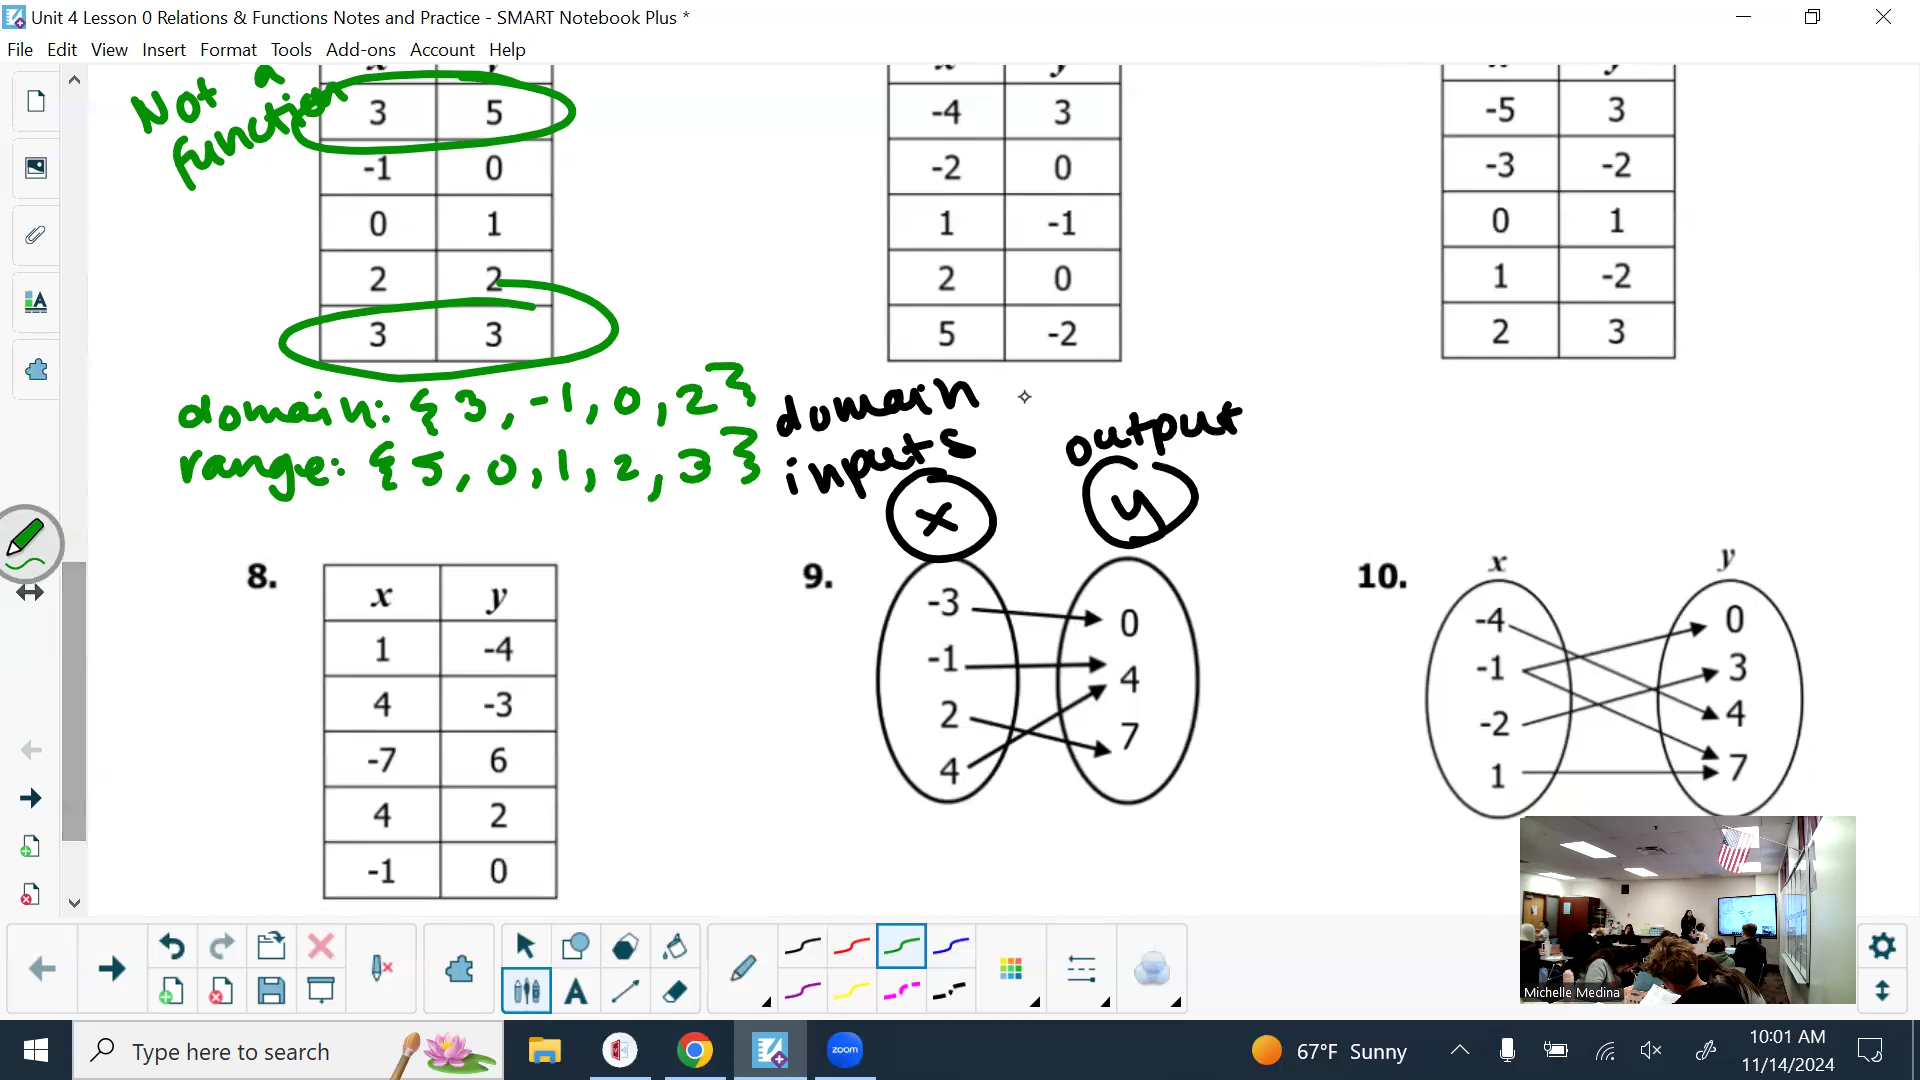 Unit 4 Lesson 0 Relations & Functions Notes and Practice - SMART Notebook Plus *
File Edit View Insert Format Tools Add-ons Account Help
Not a
function
x y
3 5
-1 0
0 1
2 2
3 3
domain: {3, -1, 0, 2}
range: {5, 0, 1, 2, 3}
x y
-4 3
-2 0
1 -1
2 0
5 -2
x y
-5 3
-3 -2
0 1
1 -2
2 3
domain
inputs
x
output
y
8.
x y
1 -4
4 -3
-7 6
4 2
-1 0
9.
-3 0
-1 4
2 7
4
10.
x y
-4 0
-1 3
-2 4
1 7
Michelle Medina
Type here to search
zoom
67°F Sunny
10:01 AM
11/14/2024